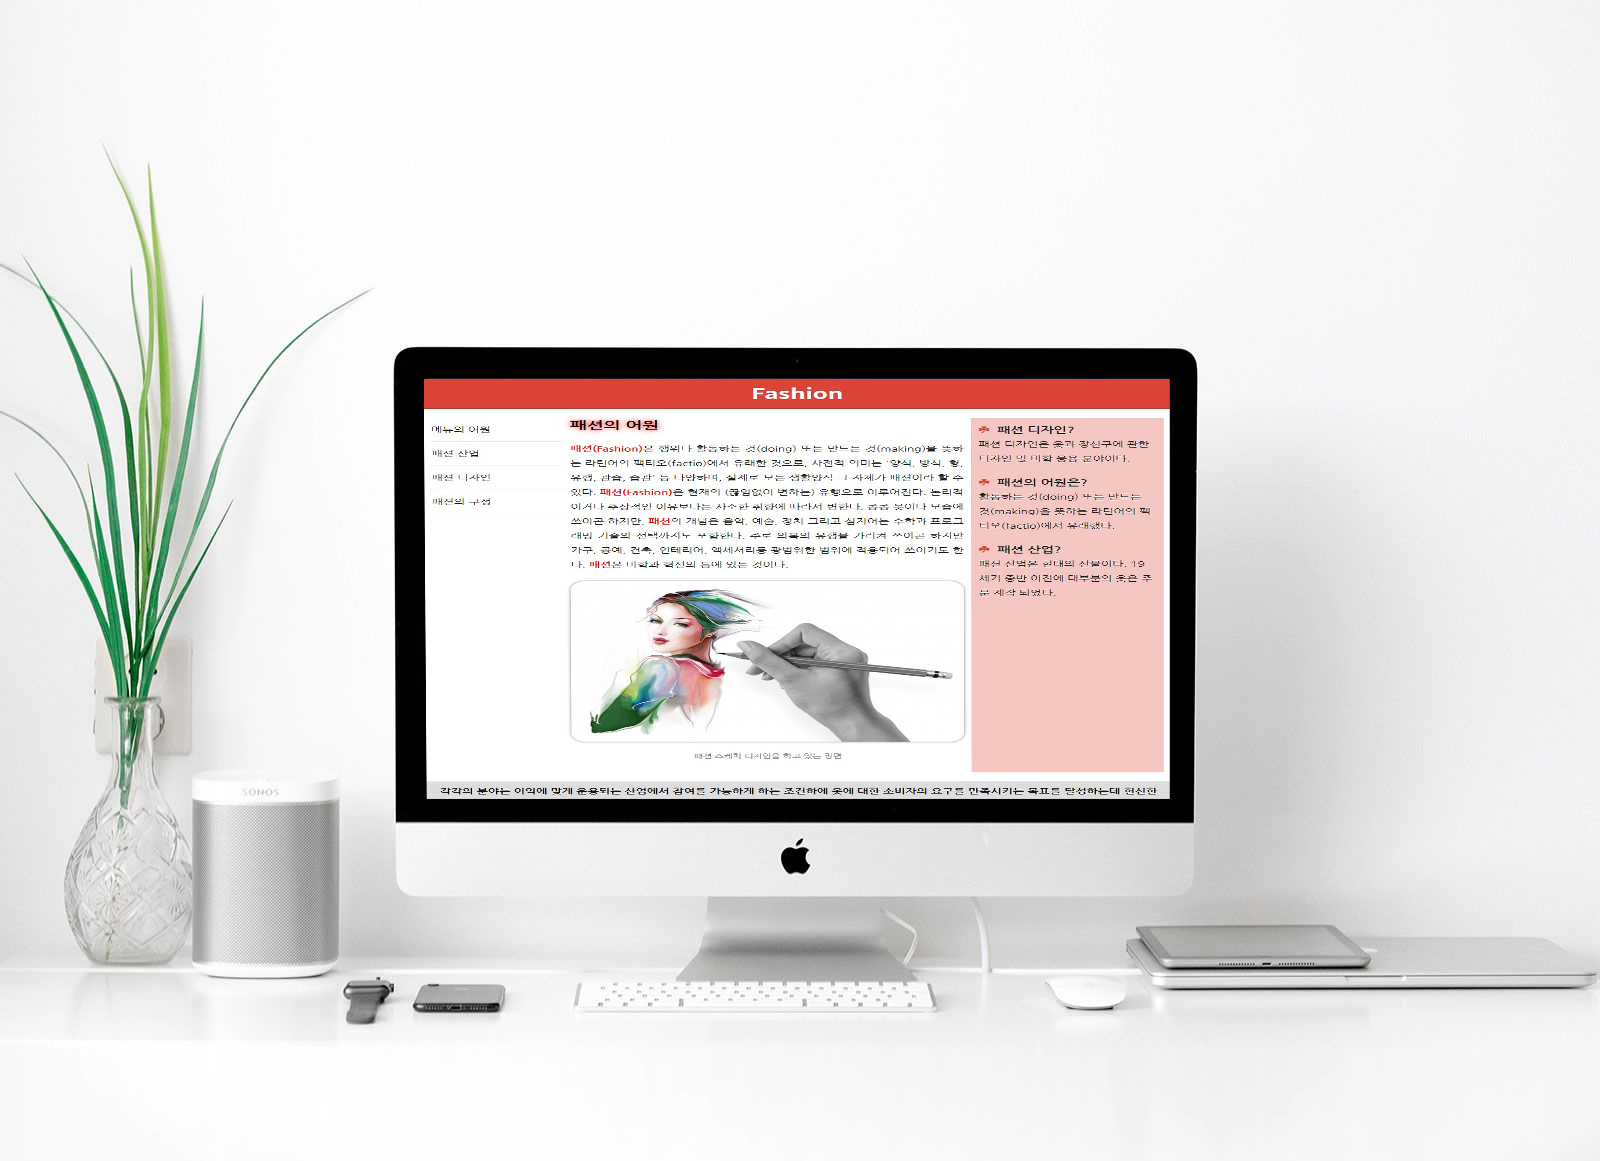 Fashion
메뉴의 어원
패션 산업
패션 디자인
패션의 구성
패션의 어원
패션(Fashion)은 행위나 활동하는 것(doing) 또는 만드는 것(making)을 뜻하
는 라틴어의 팩티오(factio)에서 유래한 것으로, 사전적 의미는 '양식, 방식, 형,
유행, 관습, 습관' 등 다양하며, 실제로 모든 생활양식 그 자체가 패션이라 할 수
있다. 패션(Fashion)은 현재의 (끊임없이 변하는) 유행으로 이루어진다. 논리적
이거나 추상적인 이유보다는 사소한 취향에 따라서 변한다. 종종 옷이나 모습에
쓰이곤 하지만, 패션의 개념은 음악, 예술, 정치 그리고 심지어는 수학과 프로그
래밍 기술의 선택까지도 포함한다. 주로 의복의 유행을 가리켜 쓰이곤 하지만
가구, 공예, 건축, 인테리어, 액세서리등 광범위한 범위에 적용되어 쓰이기도 한
다. 패션은 미학과 혁신의 틈에 있는 것이다.
패션 스케치 디자인을 하고 있는 장면
패션 디자인?
패션 디자인은 옷과 장신구에 관한
디자인 및 미학 응용 분야이다.
패션의 어원은?
활동하는 것(doing) 또는 만드는
것(making)을 뜻하는 라틴어의 팩
티오(factio)에서 유래했다.
패션 산업?
패션 산업은 현대의 산물이다. 19
세기 중반 이전에 대부분의 옷은 주
문 제작 되었다.
각각의 분야는 이익에 맞게 운용되는 산업에서 참여를 가능하게 하는 조건하에 옷에 대한 소비자의 요구를 만족시키는 목표를 달성하는데 헌신한
SONOS